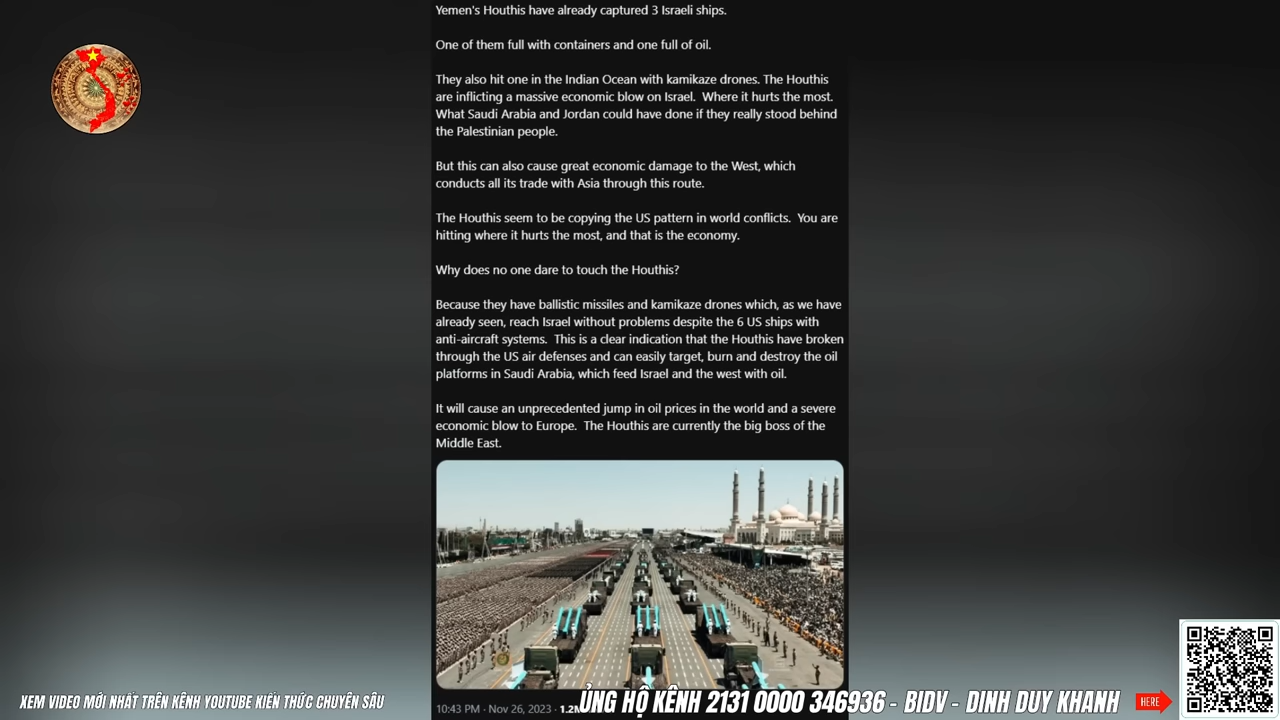 Yemen's Houthis have already captured 3 Israeli ships.
One of them full with containers and one full of oil.
They also hit one in the Indian Ocean with kamikaze drones. The Houthis
are inflicting a massive economic blow on Israel.  Where it hurts the most.
What Saudi Arabia and Jordan could have done if they really stood behind
the Palestinian people.
But this can also cause great economic damage to the West, which
conducts all its trade with Asia through this route.
The Houthis seem to be copying the US pattern in world conflicts.  You are
hitting where it hurts the most, and that is the economy.
Why does no one dare to touch the Houthis?
Because they have ballistic missiles and kamikaze drones which, as we have
already seen, reach Israel without problems despite the 6 US ships with
anti-aircraft systems.  This is a clear indication that the Houthis have broken
through the US air defenses and can easily target, burn and destroy the oil
platforms in Saudi Arabia, which feed Israel and the west with oil.
It will cause an unprecedented jump in oil prices in the world and a severe
economic blow to Europe.  The Houthis are currently the big boss of the
Middle East.
10:43 PM · Nov 26, 2023 ·
XEM VIDEO MỚI NHẤT TRÊN KÊNH YOUTUBE KIẾN THỨC CHUYÊN SÂU
ỦNG HỘ KÊNH 2131 0000 346936 - BIDV - DINH DUY KHANH
HERE